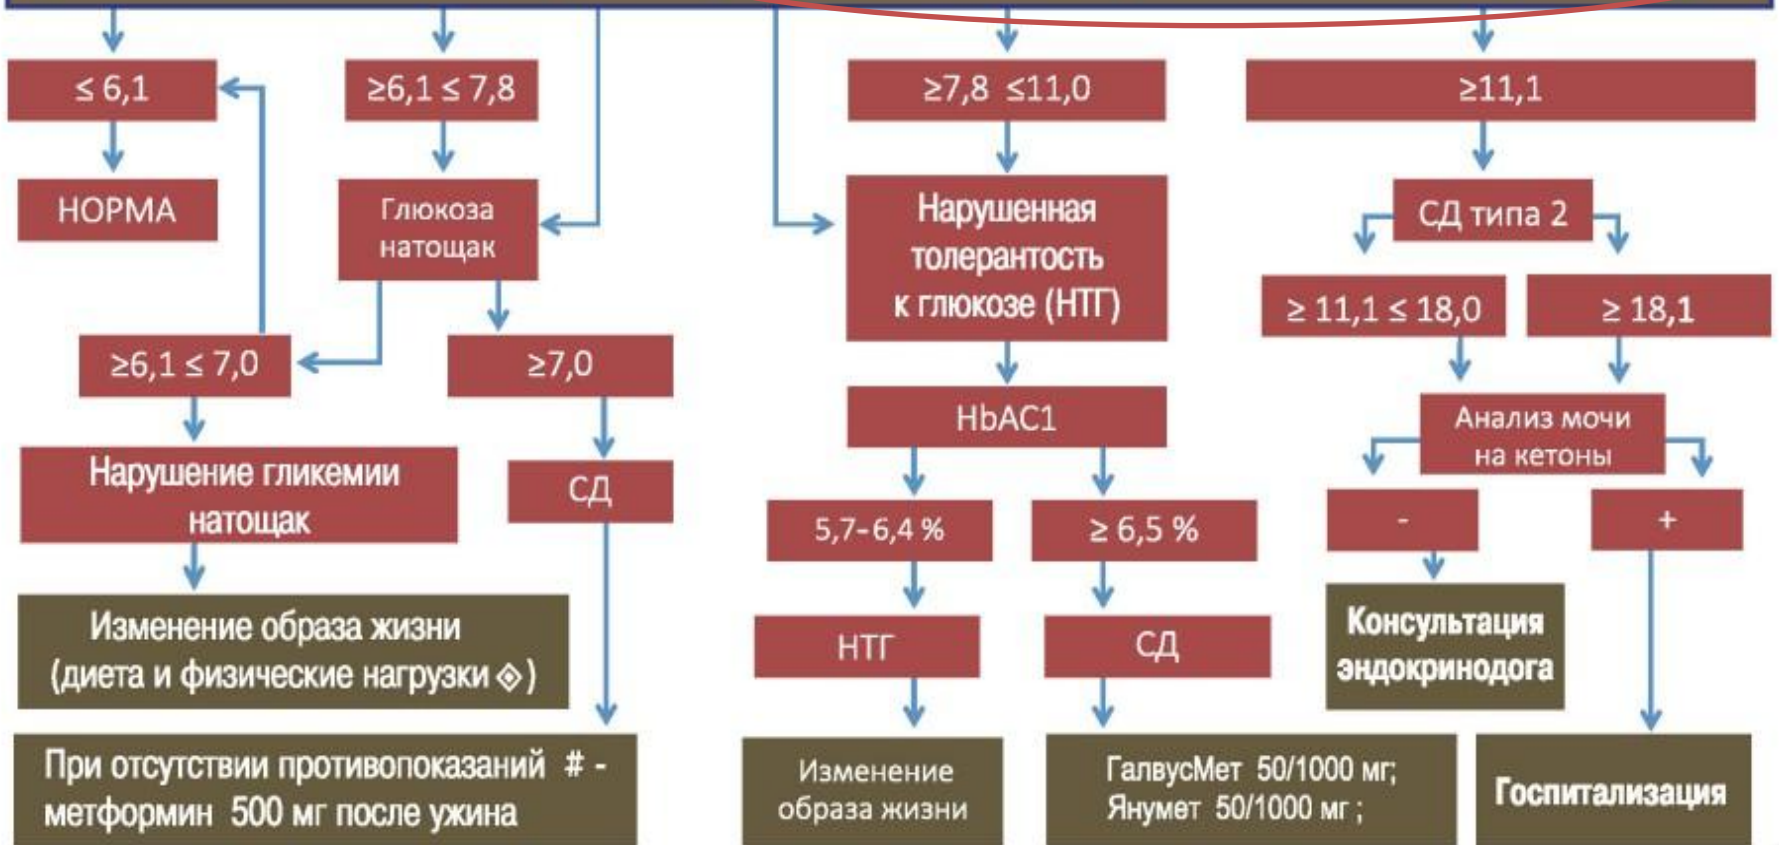 ≤ 6,1
≥6,1 ≤ 7,8
≥7,8 ≤11,0
≥11,1
НОРМА
Глюкоза
натощак
Нарушенная
толерантость
к глюкозе (НТГ)
СД типа 2
≥ 11,1 ≤ 18,0
≥ 18,1
≥6,1 ≤ 7,0
≥7,0
HbAC1
Анализ мочи
на кетоны
Нарушение гликемии
натощак
СД
5,7-6,4 %
≥ 6,5 %
-
+
Изменение образа жизни
(диета и физические нагрузки ◈)
НТГ
СД
Консультация
эндокринодога
При отсутствии противопоказаний # -
метформин 500 мг после ужина
Изменение
образа жизни
ГалвусМет 50/1000 мг;
Янумет 50/1000 мг ;
Госпитализация